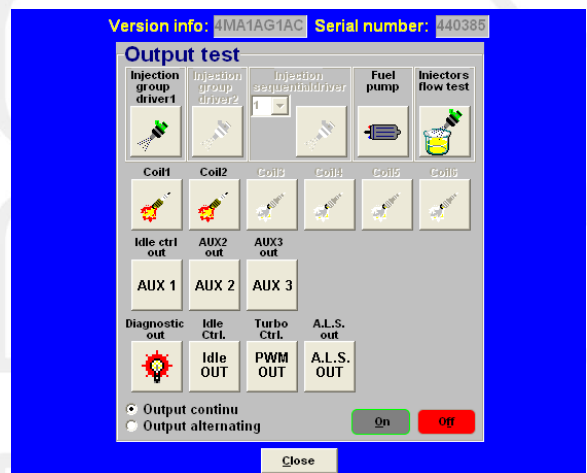 Version info: 4MA1AG1AC Serial number: 440385
Output test
Injection group driver1
Injection group driver2
Injection sequentialdriver
1
Fuel pump
Injectors flow test
Coil1 Coil2 Coil3 Coil4 Coil5 Coil6
Idle ctrl out
AUX2 out
AUX3 out
AUX 1 AUX 2 AUX 3
Diagnostic out
Idle Ctrl.
Turbo Ctrl.
A.L.S. out
Idle OUT
PWM OUT
A.L.S. OUT
Output continu
Output alternating
On Off
Close